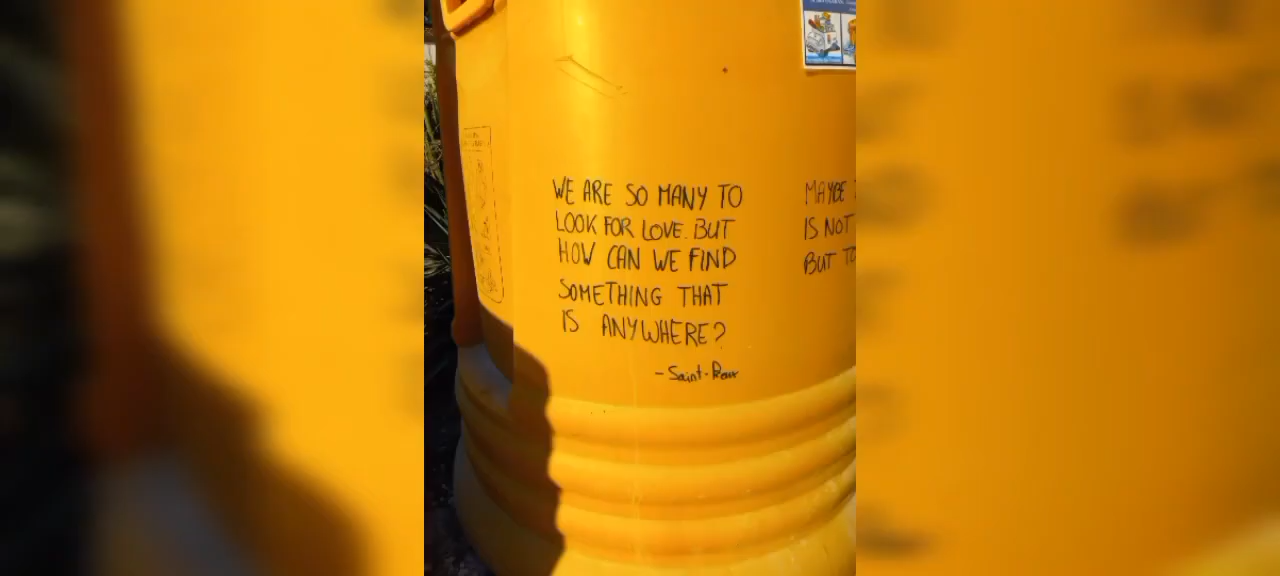 WE ARE SO MANY TO
LOOK FOR LOVE. BUT
HOW CAN WE FIND
SOMETHING THAT
IS ANYWHERE?
- Saint-Roux
MAYBE
IS NOT
BUT TO